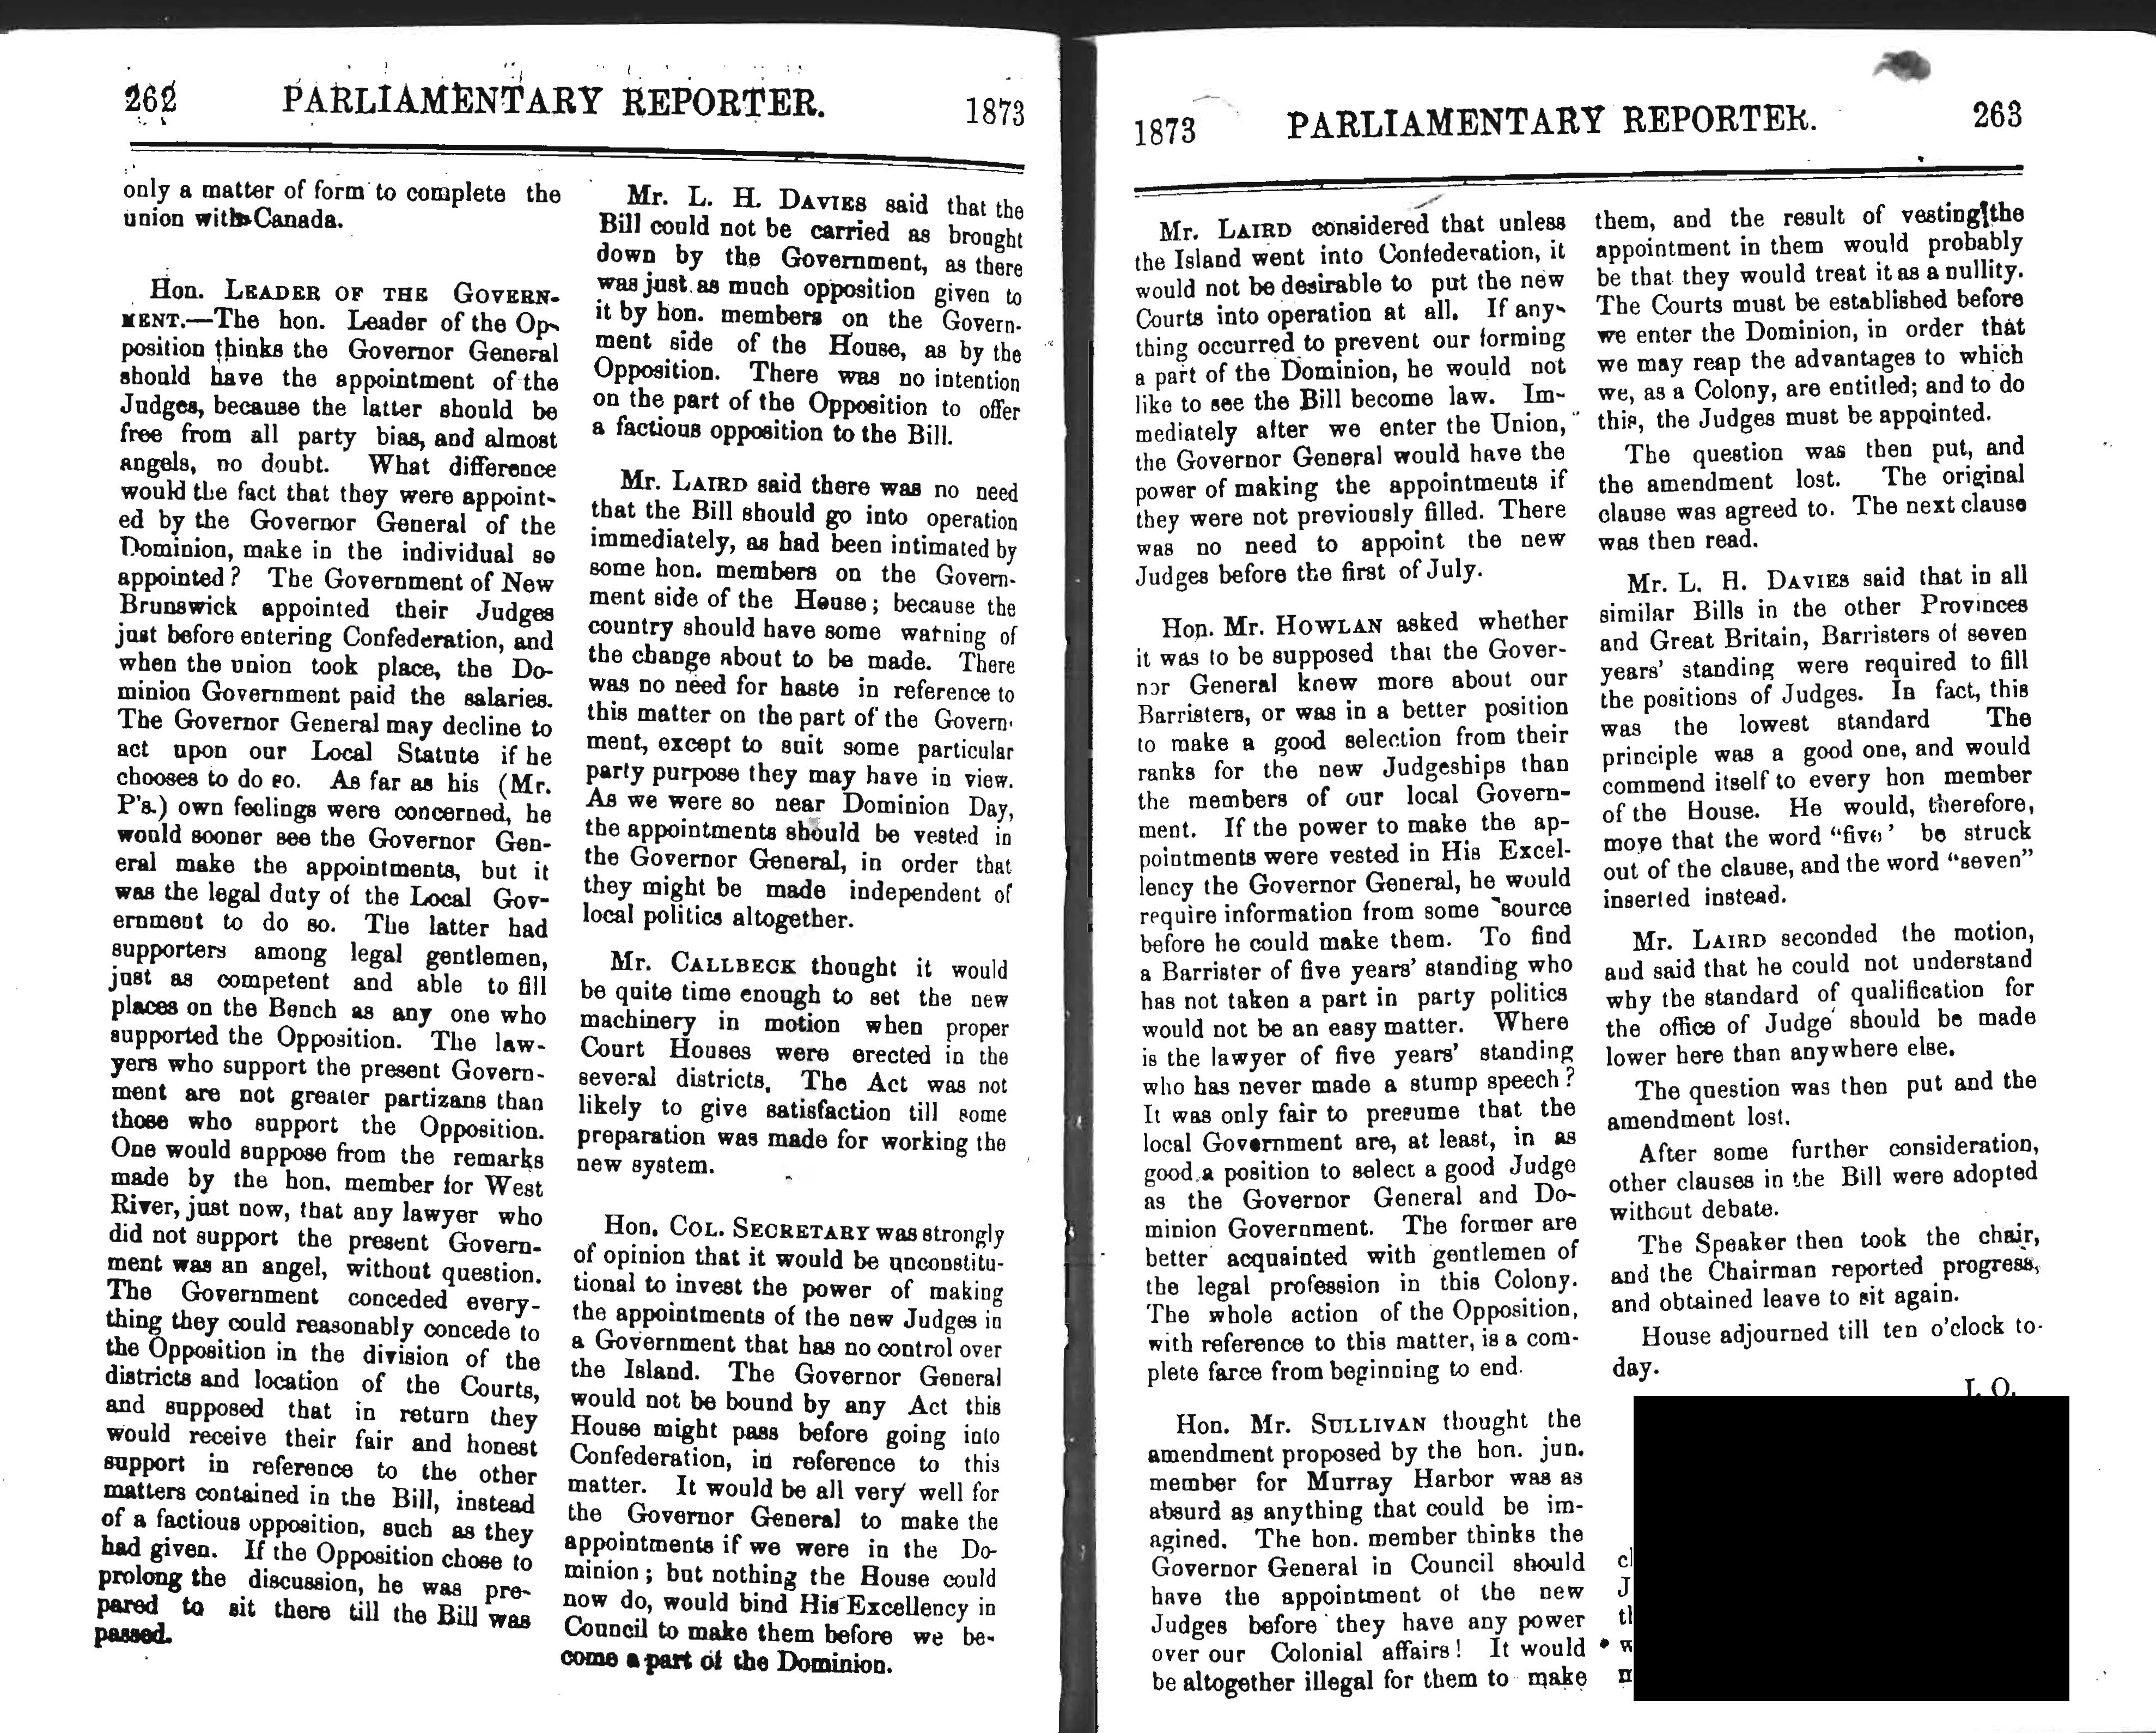 262 PARLIAMENTARY REPORTER. 1873
only a matter of form to complete the
union with Canada.
Hon. LEADER OF THE GOVERN-
MENT.—The hon. Leader of the Op-
position thinks the Governor General
should have the appointment of the
Judges, because the latter should be
free from all party bias, and almost
angels, no doubt. What difference
would the fact that they were appoint-
ed by the Governor General of the
Dominion, make in the individual so
appointed? The Government of New
Brunswick appointed their Judges
just before entering Confederation, and
when the union took place, the Do-
minion Government paid the salaries.
The Governor General may decline to
act upon our Local Statute if he
chooses to do so. As far as his (Mr.
P's.) own feelings were concerned, he
would sooner see the Governor Gen-
eral make the appointments, but it
was the legal duty of the Local Gov-
ernment to do so. The latter had
supporters among legal gentlemen,
just as competent and able to fill
places on the Bench as any one who
supported the Opposition. The law-
yers who support the present Govern-
ment are not greater partizans than
those who support the Opposition.
One would suppose from the remarks
made by the hon. member for West
River, just now, that any lawyer who
did not support the present Govern-
ment was an angel, without question.
The Government conceded every-
thing they could reasonably concede to
the Opposition in the division of the
districts and location of the Courts,
and supposed that in return they
would receive their fair and honest
support in reference to the other
matters contained in the Bill, instead
of a factious opposition, such as they
had given. If the Opposition chose to
prolong the discussion, he was pre-
pared to sit there till the Bill was
passed.
Mr. L. H. DAVIES said that the
Bill could not be carried as brought
down by the Government, as there
was just as much opposition given to
it by hon. members on the Govern-
ment side of the House, as by the
Opposition. There was no intention
on the part of the Opposition to offer
a factious opposition to the Bill.
Mr. LAIRD said there was no need
that the Bill should go into operation
immediately, as had been intimated by
some hon. members on the Govern-
ment side of the House; because the
country should have some warning of
the change about to be made. There
was no need for haste in reference to
this matter on the part of the Govern-
ment, except to suit some particular
party purpose they may have in view.
As we were so near Dominion Day,
the appointments should be vested in
the Governor General, in order that
they might be made independent of
local politics altogether.
Mr. CALLBECK thought it would
be quite time enough to set the new
machinery in motion when proper
Court Houses were erected in the
several districts. The Act was not
likely to give satisfaction till some
preparation was made for working the
new system.
Hon. COL. SECRETARY was strongly
of opinion that it would be unconstitu-
tional to invest the power of making
the appointments of the new Judges in
a Government that has no control over
the Island. The Governor General
would not be bound by any Act this
House might pass before going into
Confederation, in reference to this
matter. It would be all very well for
the Governor General to make the
appointments if we were in the Do-
minion; but nothing the House could
now do, would bind His Excellency in
Council to make them before we be-
come a part of the Dominion.
1873 PARLIAMENTARY REPORTER. 263
Mr. LAIRD considered that unless
the Island went into Confederation, it
would not be desirable to put the new
Courts into operation at all. If any-
thing occurred to prevent our forming
a part of the Dominion, he would not
like to see the Bill become law. Im-
mediately after we enter the Union,
the Governor General would have the
power of making the appointments if
they were not previously filled. There
was no need to appoint the new
Judges before the first of July.
Hon. Mr. HOWLAN asked whether
it was to be supposed that the Gover-
nor General knew more about our
Barristers, or was in a better position
to make a good selection from their
ranks for the new Judgeships than
the members of our local Govern-
ment. If the power to make the ap-
pointments were vested in His Excel-
lency the Governor General, he would
require information from some source
before he could make them. To find
a Barrister of five years' standing who
has not taken a part in party politics
would not be an easy matter. Where
is the lawyer of five years' standing
who has never made a stump speech?
It was only fair to presume that the
local Government are, at least, in as
good a position to select a good Judge
as the Governor General and Do-
minion Government. The former are
better acquainted with gentlemen of
the legal profession in this Colony.
The whole action of the Opposition,
with reference to this matter, is a com-
plete farce from beginning to end.
Hon. Mr. SULLIVAN thought the
amendment proposed by the hon. jun.
member for Murray Harbor was as
absurd as anything that could be im-
agined. The hon. member thinks the
Governor General in Council should
have the appointment of the new
Judges before they have any power
over our Colonial affairs! It would
be altogether illegal for them to make
them, and the result of vesting the
appointment in them would probably
be that they would treat it as a nullity.
The Courts must be established before
we enter the Dominion, in order that
we may reap the advantages to which
we, as a Colony, are entitled; and to do
this, the Judges must be appointed.
The question was then put, and
the amendment lost. The original
clause was agreed to. The next clause
was then read.
Mr. L. H. DAVIES said that in all
similar Bills in the other Provinces
and Great Britain, Barristers of seven
years' standing were required to fill
the positions of Judges. In fact, this
was the lowest standard The
principle was a good one, and would
commend itself to every hon member
of the House. He would, therefore,
move that the word "five' be struck
out of the clause, and the word "seven"
inserted instead.
Mr. LAIRD seconded the motion,
and said that he could not understand
why the standard of qualification for
the office of Judge should be made
lower here than anywhere else.
The question was then put and the
amendment lost.
After some further consideration,
other clauses in the Bill were adopted
without debate.
The Speaker then took the chair,
and the Chairman reported progress,
and obtained leave to sit again.
House adjourned till ten o'clock to-
day.
I. O.